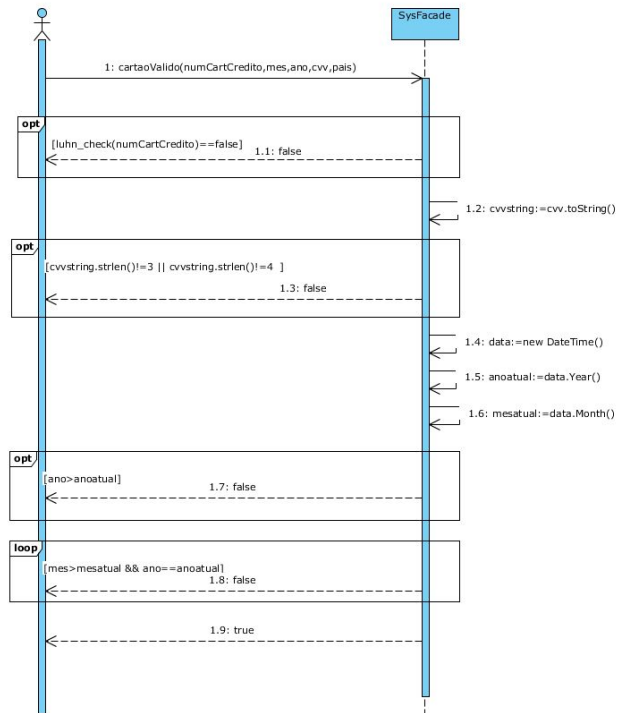 SysFacade
1: cartaoValido(numCartCredito,mes,ano,cvv,pais)
opt
[luhn_check(numCartCredito)==false]
1.1: false
1.2: cvvstring:=cvv.toString()
opt
[cvvstring.strlen()!=3 || cvvstring.strlen()!=4 ]
1.3: false
1.4: data:=new DateTime()
1.5: anoatual:=data.Year()
1.6: mesatual:=data.Month()
opt
[ano>anoatual]
1.7: false
loop
[mes>mesatual && ano==anoatual]
1.8: false
1.9: true